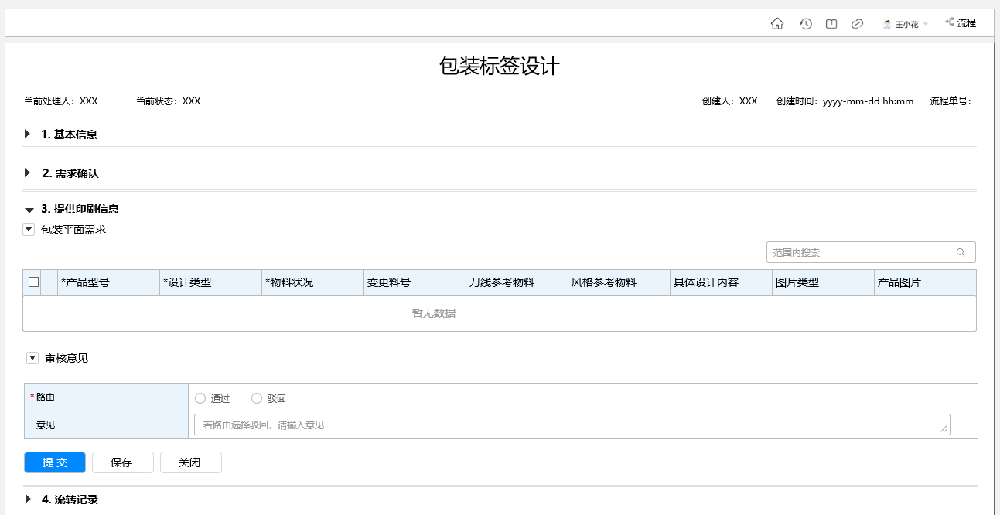 王小花 流程
包装标签设计
当前处理人：XXX 当前状态：XXX 创建人：XXX 创建时间：yyyy-mm-dd hh:mm 流程单号：
1. 基本信息
2. 需求确认
3. 提供印刷信息
包装平面需求
范围内搜索
*产品型号 *设计类型 *物料状况 变更料号 刀线参考物料 风格参考物料 具体设计内容 图片类型 产品图片
暂无数据
审核意见
*路由 通过 驳回
意见 若路由选择驳回，请输入意见
提 交 保存 关闭
4. 流转记录